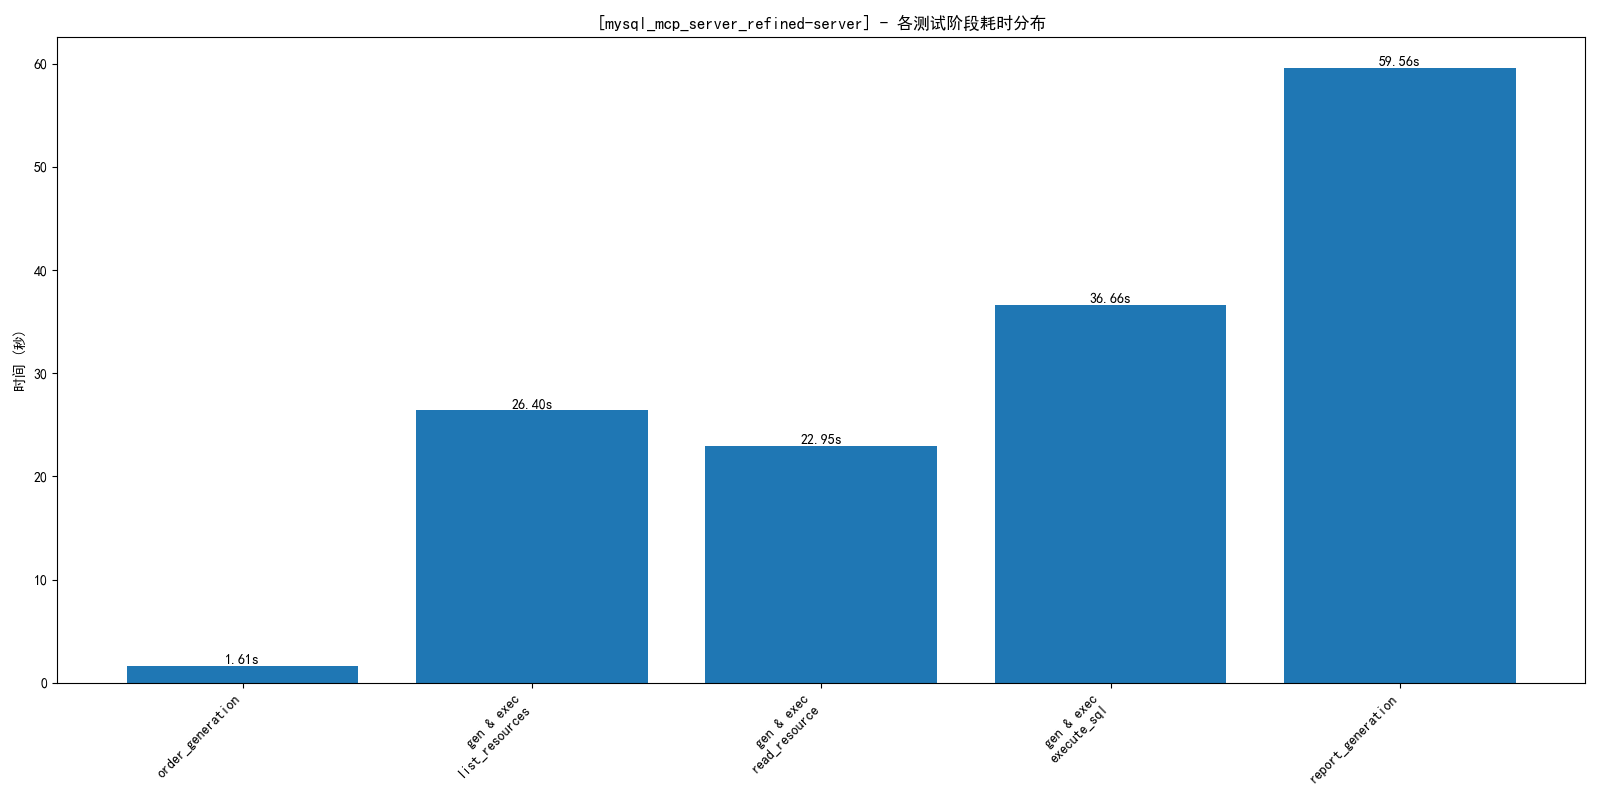 [mysql_mcp_server_refined-server] - 各测试阶段耗时分布
时间 (秒)
60
50
40
30
20
10
0
1.61s
26.40s
22.95s
36.66s
59.56s
order_generation
gen & exec
list_resources
gen & exec
read_resource
gen & exec
execute_sql
report_generation